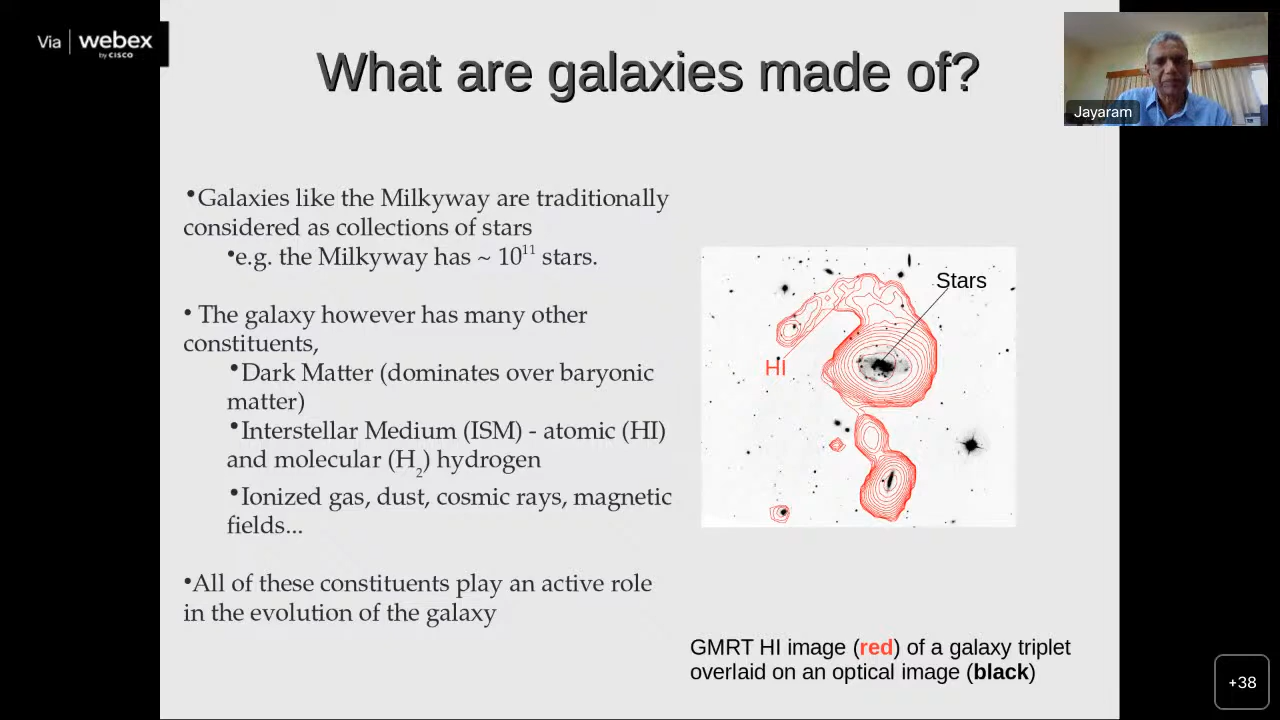 Via | webex
by CISCO
What are galaxies made of?
Jayaram
•Galaxies like the Milkyway are traditionally
considered as collections of stars
•e.g. the Milkyway has ~ 10¹¹ stars.
• The galaxy however has many other
constituents,
•Dark Matter (dominates over baryonic
matter)
•Interstellar Medium (ISM) - atomic (HI)
and molecular (H₂) hydrogen
•Ionized gas, dust, cosmic rays, magnetic
fields...
•All of these constituents play an active role
in the evolution of the galaxy
Stars
HI
GMRT HI image (red) of a galaxy triplet
overlaid on an optical image (black)
+38